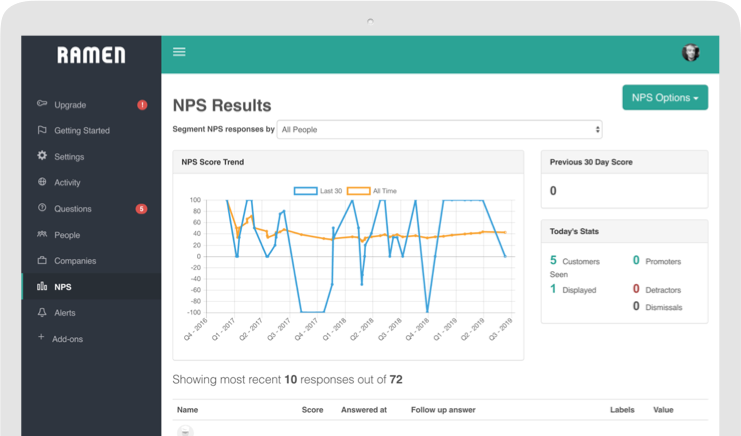 RAMEN
Upgrade !
Getting Started
Settings
Activity
Questions 5
People
Companies
NPS
Alerts
Add-ons
NPS Results
NPS Options
Segment NPS responses by All People
NPS Score Trend
Last 30 All Time
100
80
60
40
20
0
-20
-40
-60
-80
-100
Q4 - 2016
Q1 - 2017
Q2 - 2017
Q3 - 2017
Q4 - 2017
Q1 - 2018
Q2 - 2018
Q3 - 2018
Q4 - 2018
Q1 - 2019
Q2 - 2019
Q3 - 2019
Previous 30 Day Score
0
Today's Stats
5 Customers Seen
0 Promoters
1 Displayed
0 Detractors
0 Dismissals
Showing most recent 10 responses out of 72
Name Score Answered at Follow up answer Labels Value